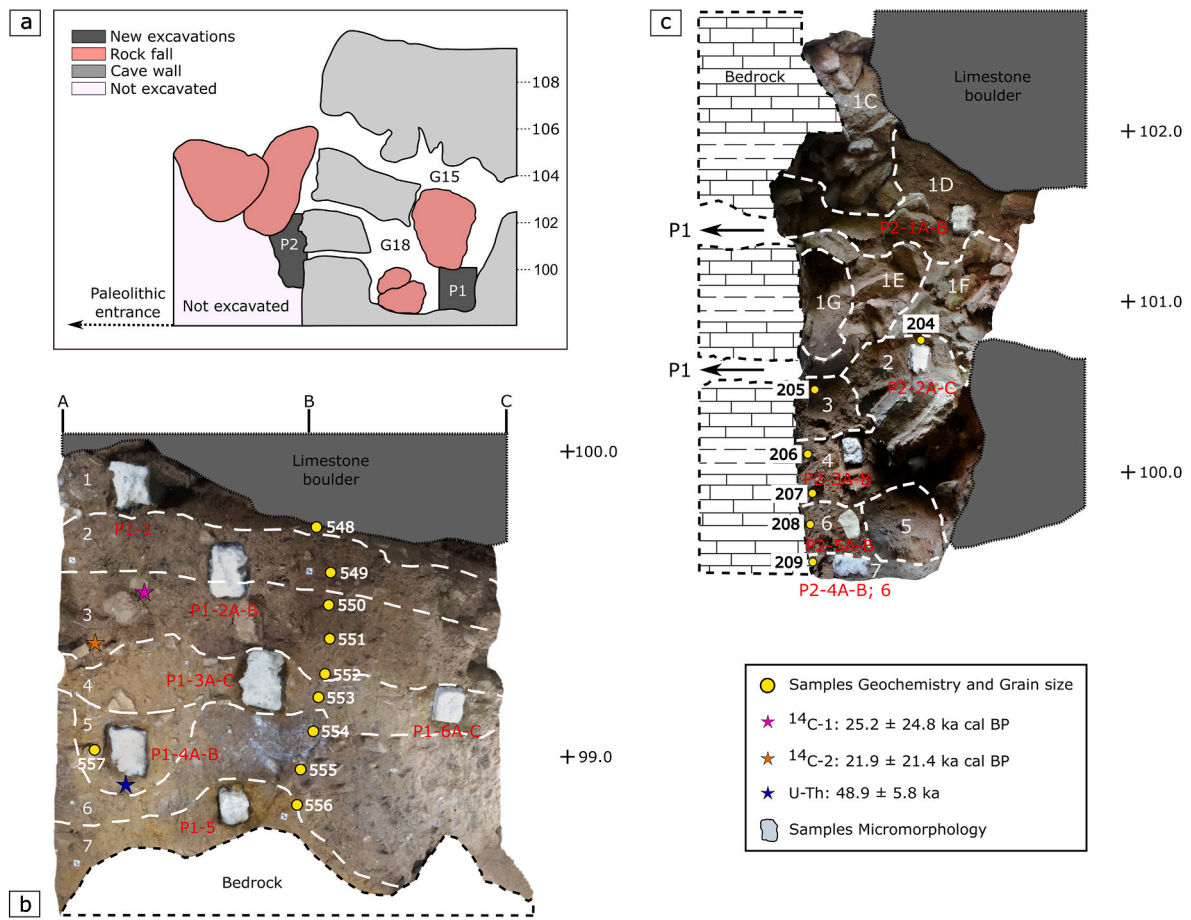 a
New excavations
Rock fall
Cave wall
Not excavated
108
106
104
102
100
G15
G18
P2
P1
Paleolithic
entrance
Not excavated
b
A
B
C
Limestone
boulder
+100.0
+99.0
1
2
3
4
5
6
7
P1-1
P1-2A-B
P1-3A-C
P1-4A-B
P1-5
P1-6A-C
548
549
550
551
552
553
554
555
556
557
Bedrock
c
Bedrock
Limestone
boulder
+102.0
+101.0
+100.0
P1
P1
1C
1D
P2-1A-B
1E
1F
1G
204
2
P2-2A-C
205
3
206
4
P2-3A-B
207
208
6
5
P2-5A-B
209
7
P2-4A-B; 6
Samples Geochemistry and Grain size
14C-1: 25.2 ± 24.8 ka cal BP
14C-2: 21.9 ± 21.4 ka cal BP
U-Th: 48.9 ± 5.8 ka
Samples Micromorphology